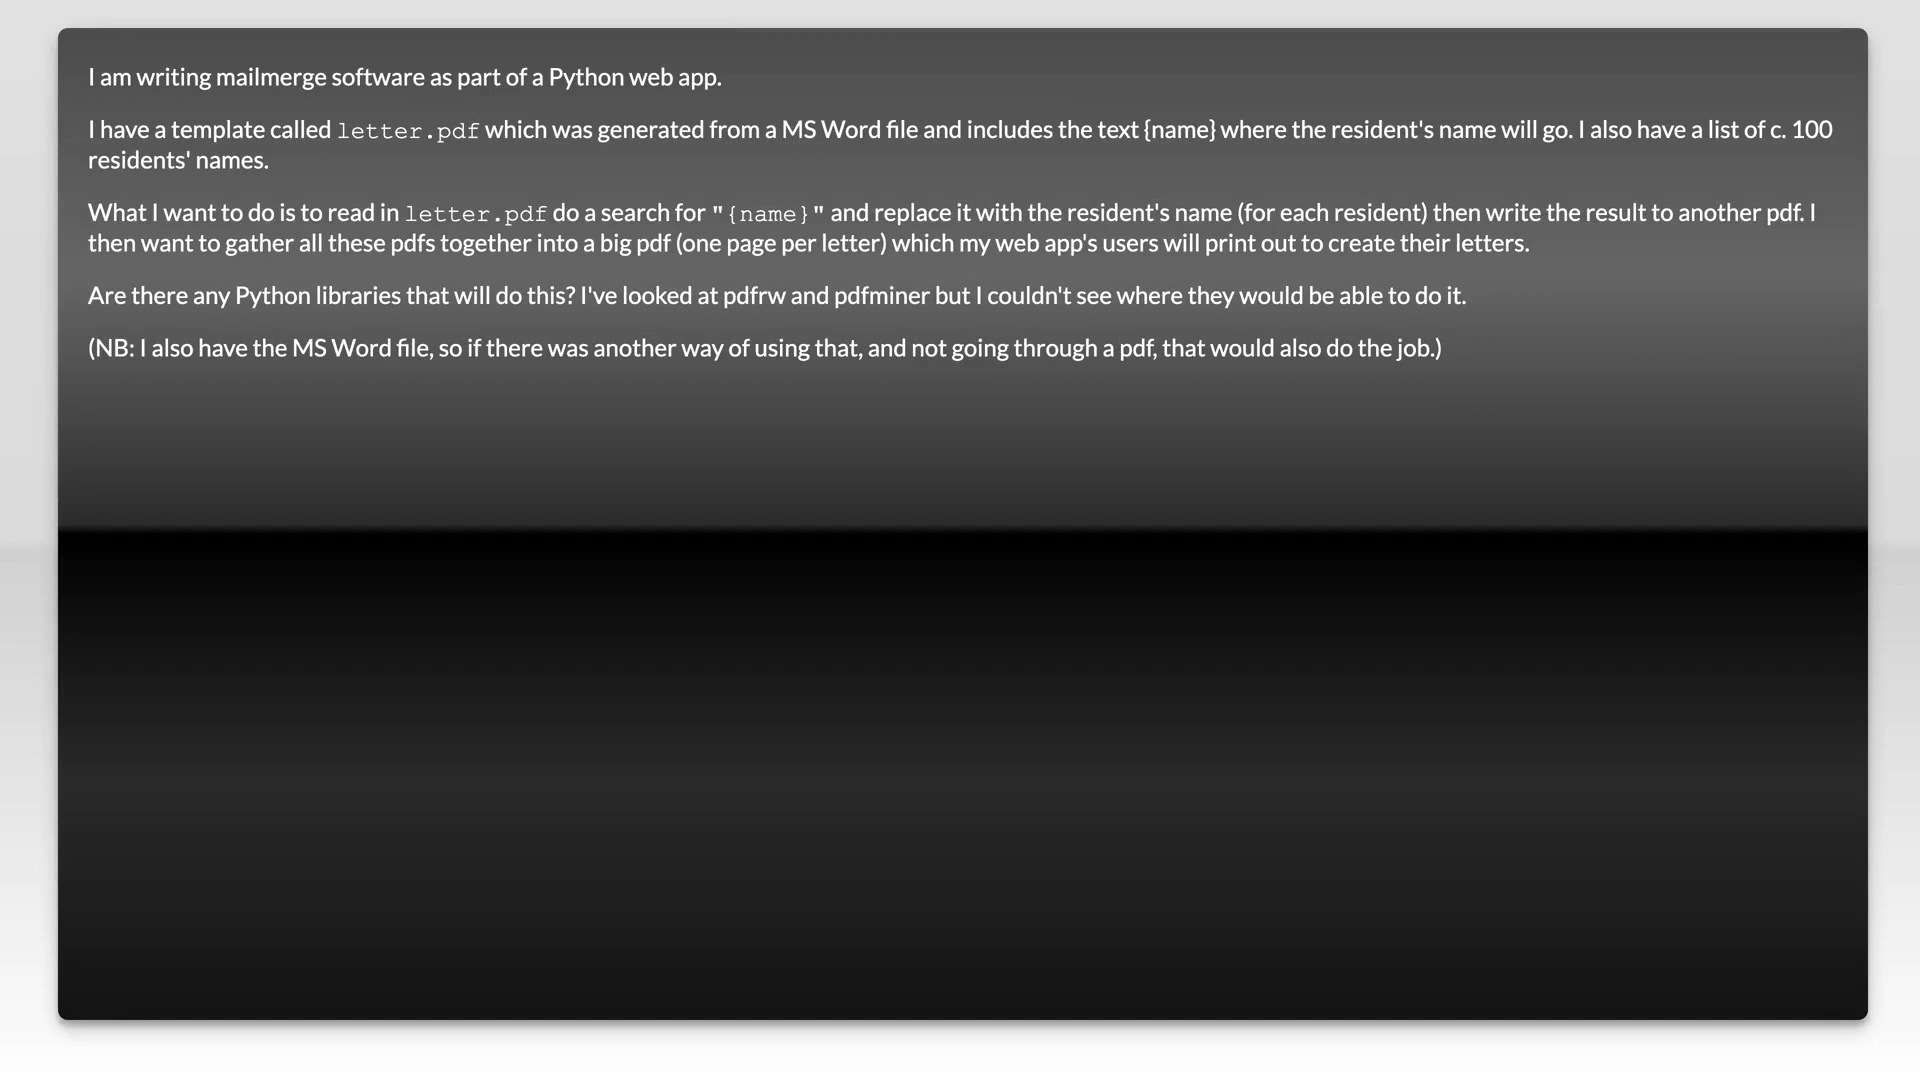 I am writing mailmerge software as part of a Python web app.
I have a template called letter.pdf which was generated from a MS Word file and includes the text {name} where the resident's name will go. I also have a list of c. 100
residents' names.
What I want to do is to read in letter.pdf do a search for "{name}" and replace it with the resident's name (for each resident) then write the result to another pdf. I
then want to gather all these pdfs together into a big pdf (one page per letter) which my web app's users will print out to create their letters.
Are there any Python libraries that will do this? I've looked at pdfrw and pdfminer but I couldn't see where they would be able to do it.
(NB: I also have the MS Word file, so if there was another way of using that, and not going through a pdf, that would also do the job.)